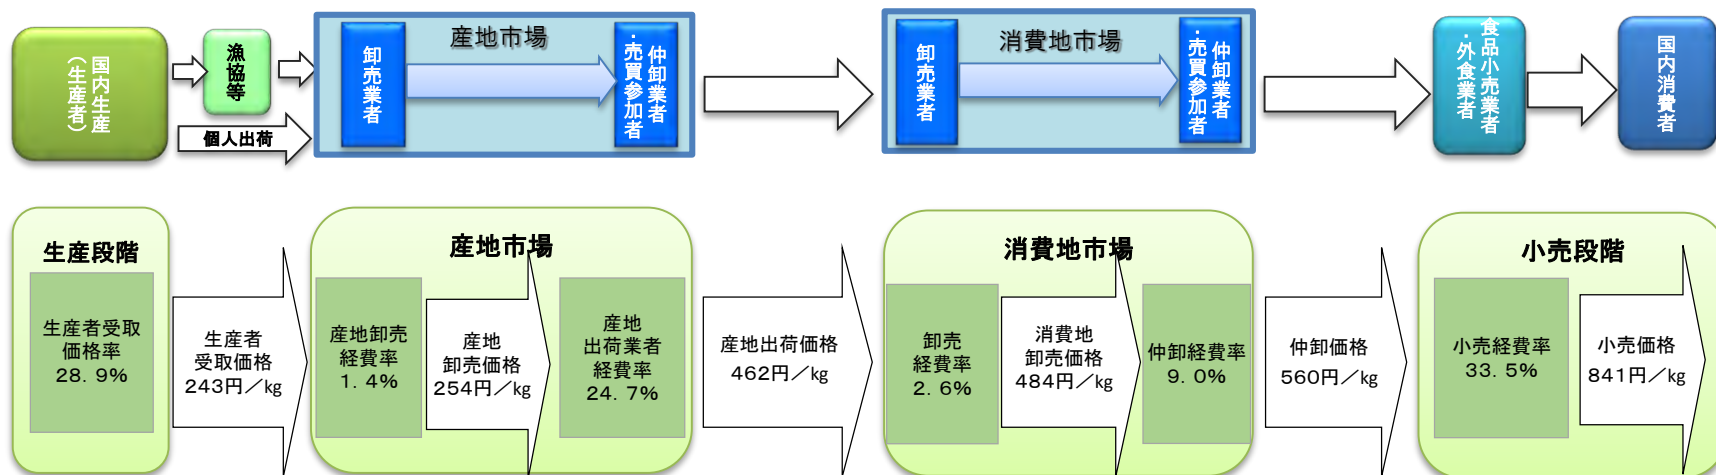 国内生産
（生産者）
漁協等
個人出荷
産地市場
卸売業者
仲卸業者
・売買参加者
消費地市場
卸売業者
仲卸業者
・売買参加者
食品小売業者
・外食業者
国内消費者
生産段階
生産者受取
価格率
28.9%
生産者
受取価格
243円／kg
産地市場
産地卸売
経費率
1.4%
産地
卸売価格
254円／kg
産地
出荷業者
経費率
24.7%
産地出荷価格
462円／kg
消費地市場
卸売
経費率
2.6%
消費地
卸売価格
484円／kg
仲卸経費率
9.0%
仲卸価格
560円／kg
小売段階
小売経費率
33.5%
小売価格
841円／kg